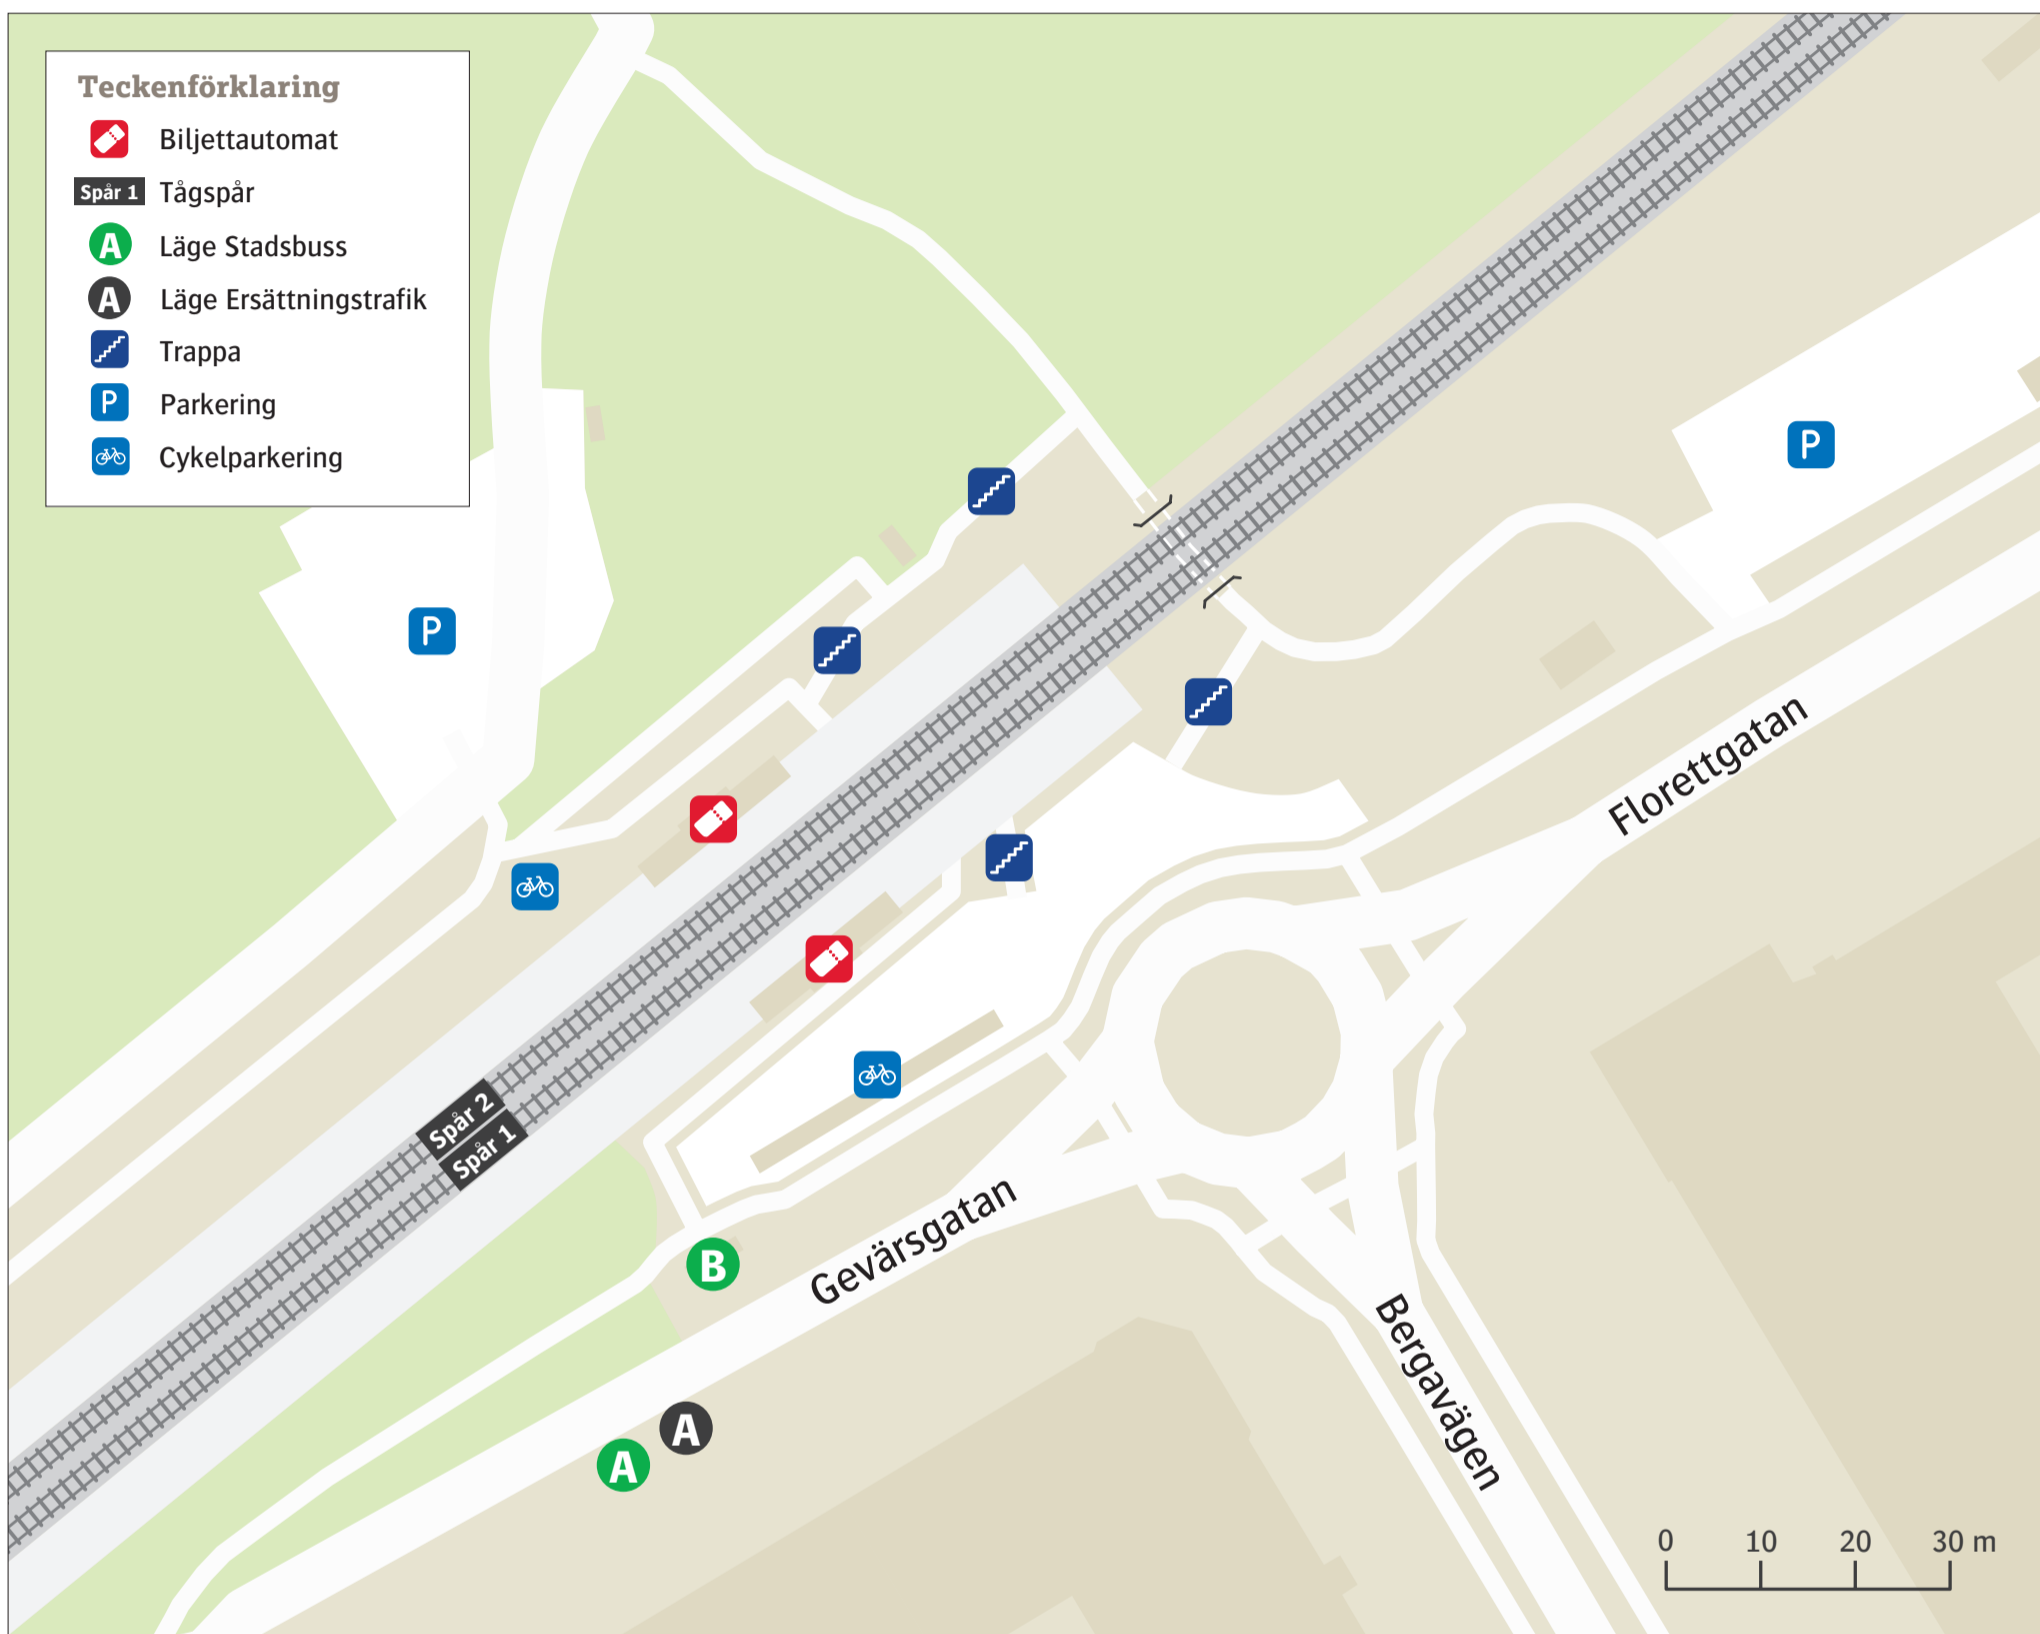 Teckenförklaring
Biljettautomat
Spår 1 Tågspår
A Läge Stadsbuss
A Läge Ersättningstrafik
Trappa
P Parkering
Cykelparkering
P
P
Florettgatan
Spår 2
Spår 1
Gevärsgatan
B
Bergavägen
A
A
0 10 20 30 m